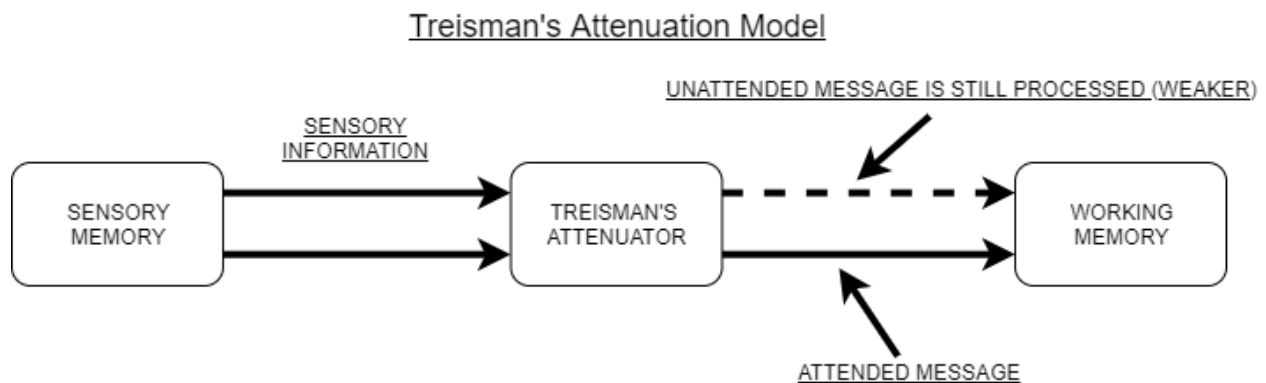 Treisman's Attenuation Model
UNATTENDED MESSAGE IS STILL PROCESSED (WEAKER)
SENSORY
INFORMATION
SENSORY
MEMORY
TREISMAN'S
ATTENUATOR
WORKING
MEMORY
ATTENDED MESSAGE